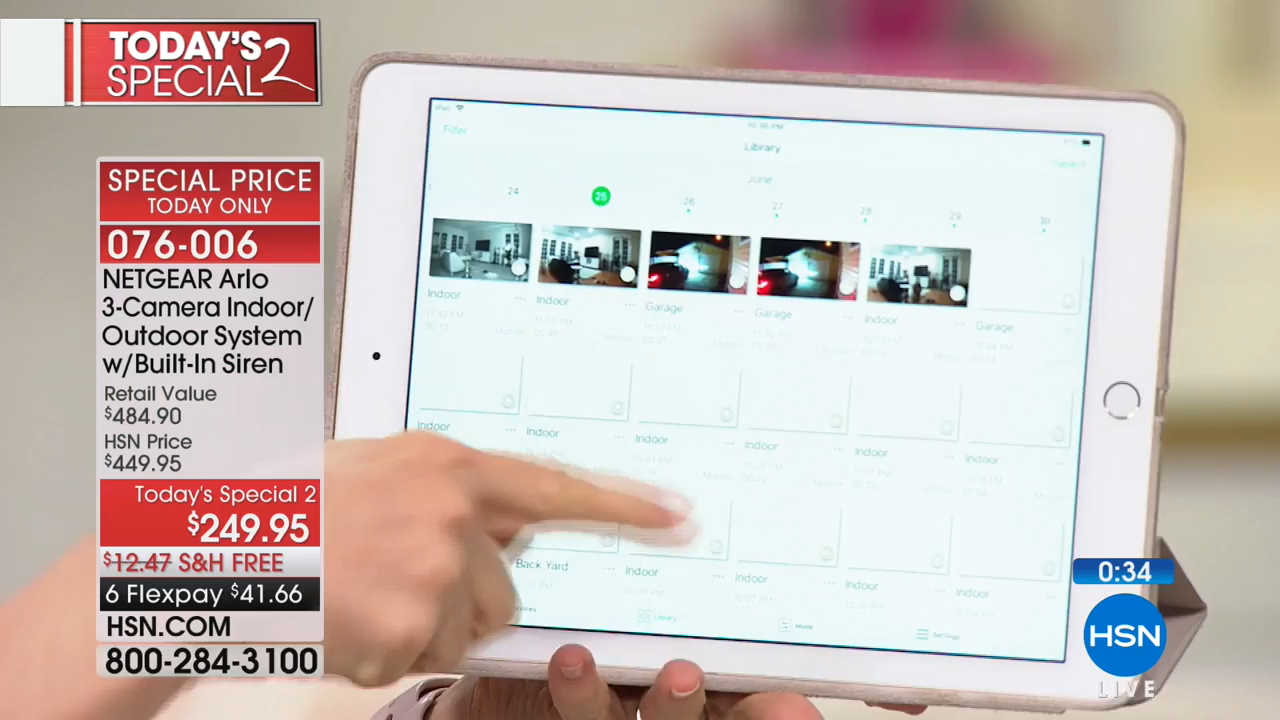 TODAY'S
SPECIAL 2
SPECIAL PRICE
TODAY ONLY
076-006
NETGEAR Arlo
3-Camera Indoor/
Outdoor System
w/Built-In Siren
Retail Value
$484.90
HSN Price
$449.95
Today's Special 2
$249.95
$12.47 S&H FREE
6 Flexpay $41.66
HSN.COM
800-284-3100
iPad
Filter
Library
Select
June
24 25 26 27 28 29 30
Indoor Indoor Garage Garage Indoor Garage
Indoor Indoor Indoor Indoor Indoor Indoor
Back Yard Indoor Indoor Indoor Indoor
Library Mode Settings
0:34
HSN
LIVE